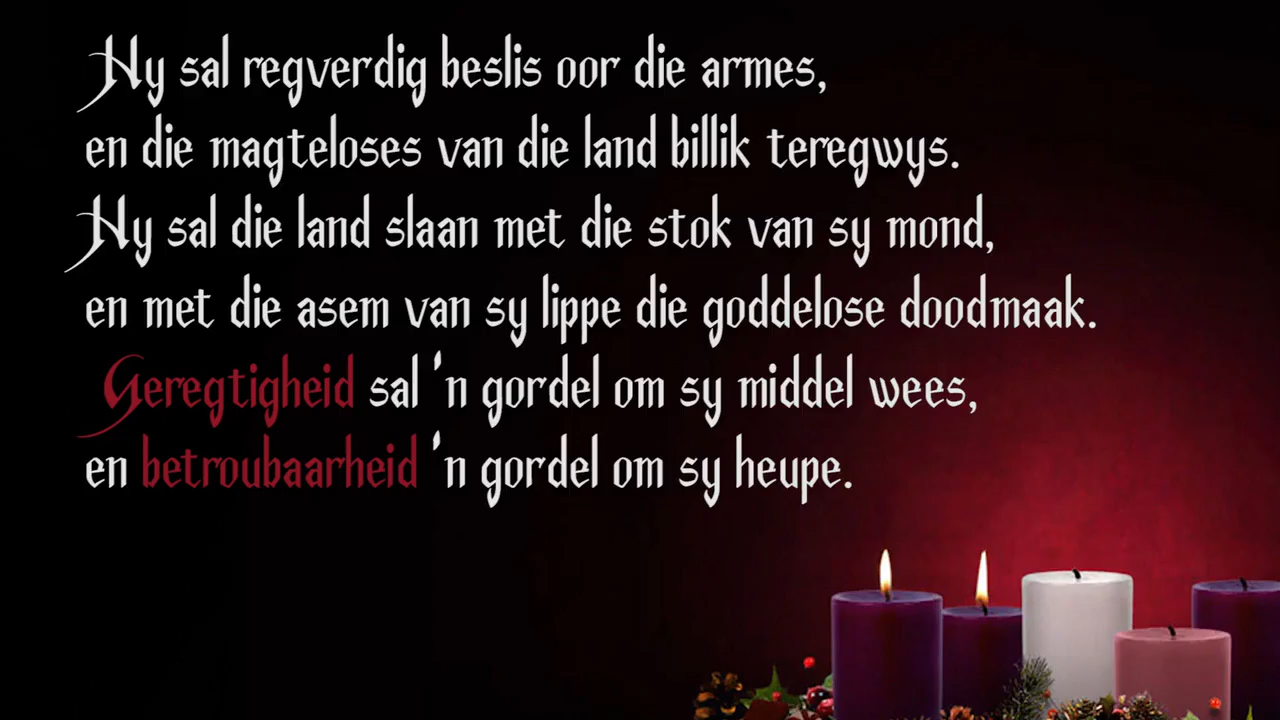 Hy sal regverdig beslis oor die armes,
en die magteloses van die land billik teregwys.
Hy sal die land slaan met die stok van sy mond,
en met die asem van sy lippe die goddelose doodmaak.
Geregtigheid sal 'n gordel om sy middel wees,
en betroubaarheid 'n gordel om sy heupe.